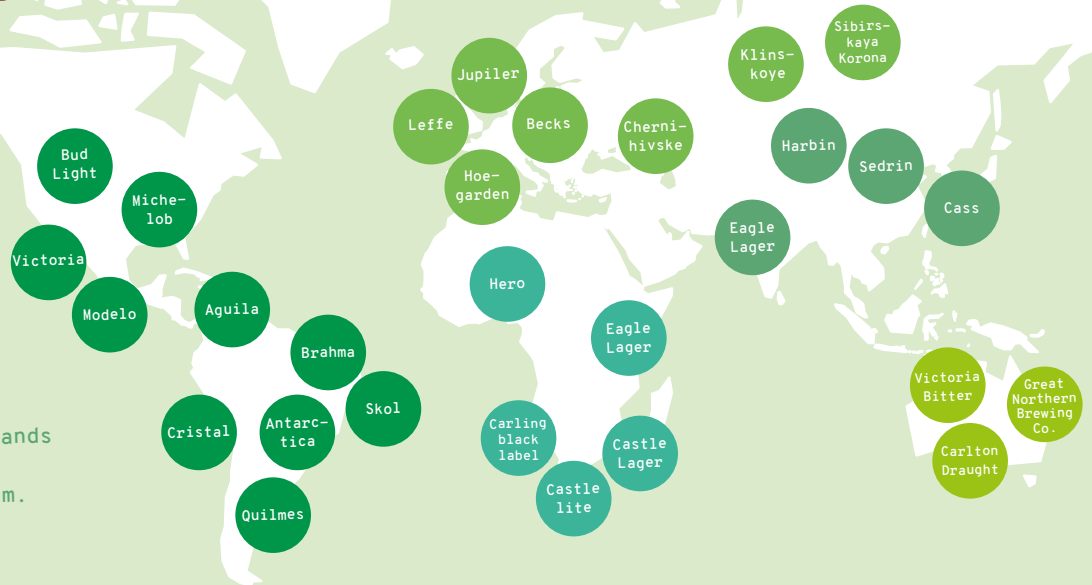 Sibirs-
kaya
Korona
Klins-
koye
Jupiler
Leffe
Becks
Cherni-
hivske
Hoe-
garden
Harbin
Sedrin
Cass
Eagle
Lager
Bud
Light
Miche-
lob
Victoria
Modelo
Aguila
Brahma
Skol
Cristal
Antarc-
tica
Quilmes
Hero
Eagle
Lager
Carling
black
label
Castle
Lager
Castle
lite
Victoria
Bitter
Great
Northern
Brewing
Co.
Carlton
Draught
ands
m.